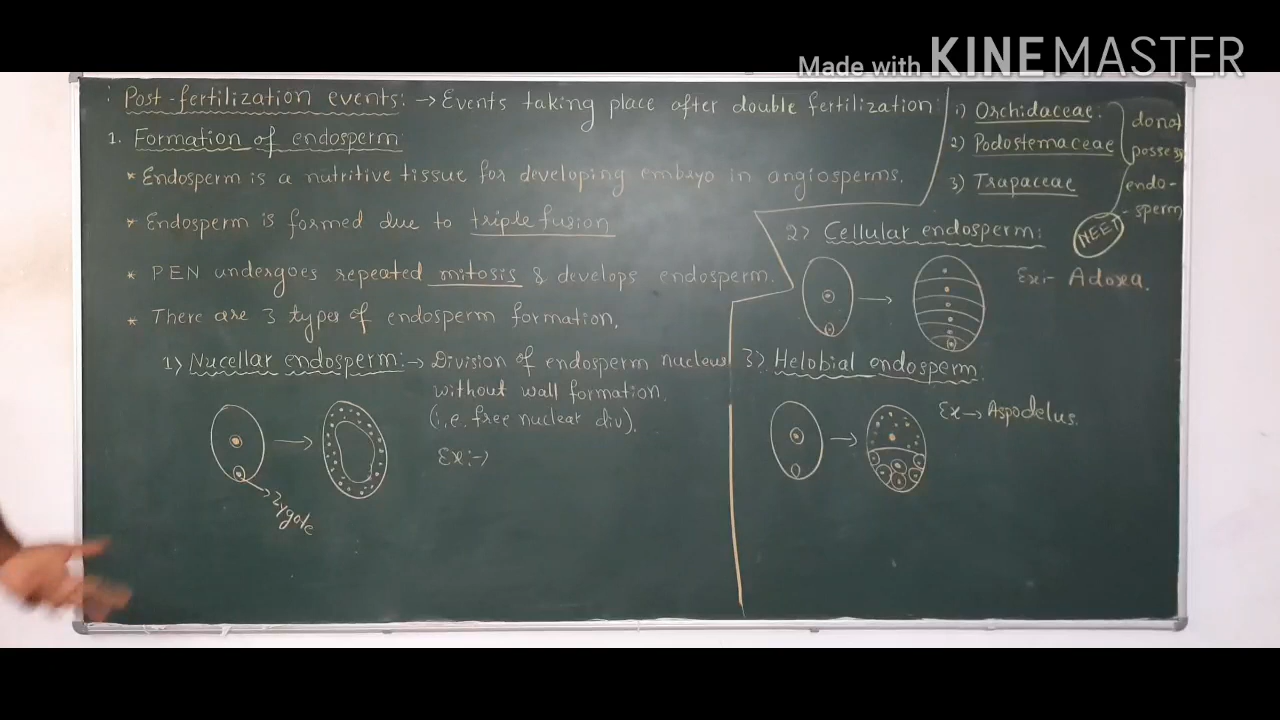 Made with KINEMASTER
: Post-fertilization events: → Events taking place after double fertilization:
1. Formation of endosperm:
* Endosperm is a nutritive tissue for developing embryo in angiosperms.
* Endosperm is formed due to triple fusion
* PEN undergoes repeated mitosis & develops endosperm.
* There are 3 types of endosperm formation.
1) Nucellar endosperm: → Division of endosperm nucleus
without wall formation.
(i.e. free nuclear div).
Ex:→
Zygote
1) Orchidaceae.
2) Podostemaceae
3) Trapaceae
donot
possess
endo-
-sperm
NEET
2) Cellular endosperm:
Ex:- Adoxa.
3) Helobial endosperm:
Ex → Aspodelus.